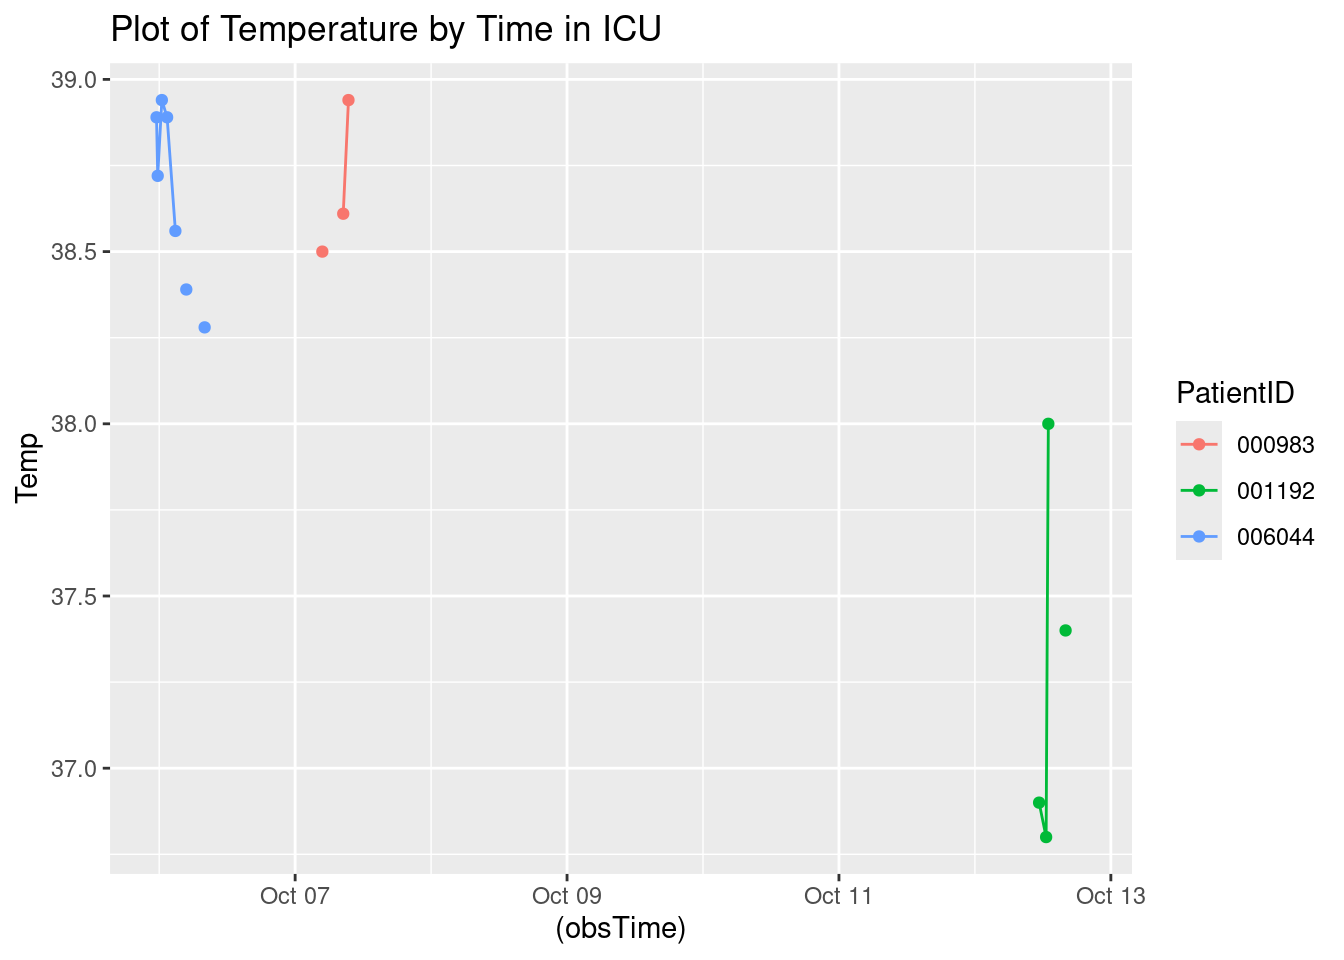 Plot of Temperature by Time in ICU
39.0
38.5
38.0
37.5
37.0
Temp
Oct 07
Oct 09
Oct 11
Oct 13
(obsTime)
PatientID
000983
001192
006044